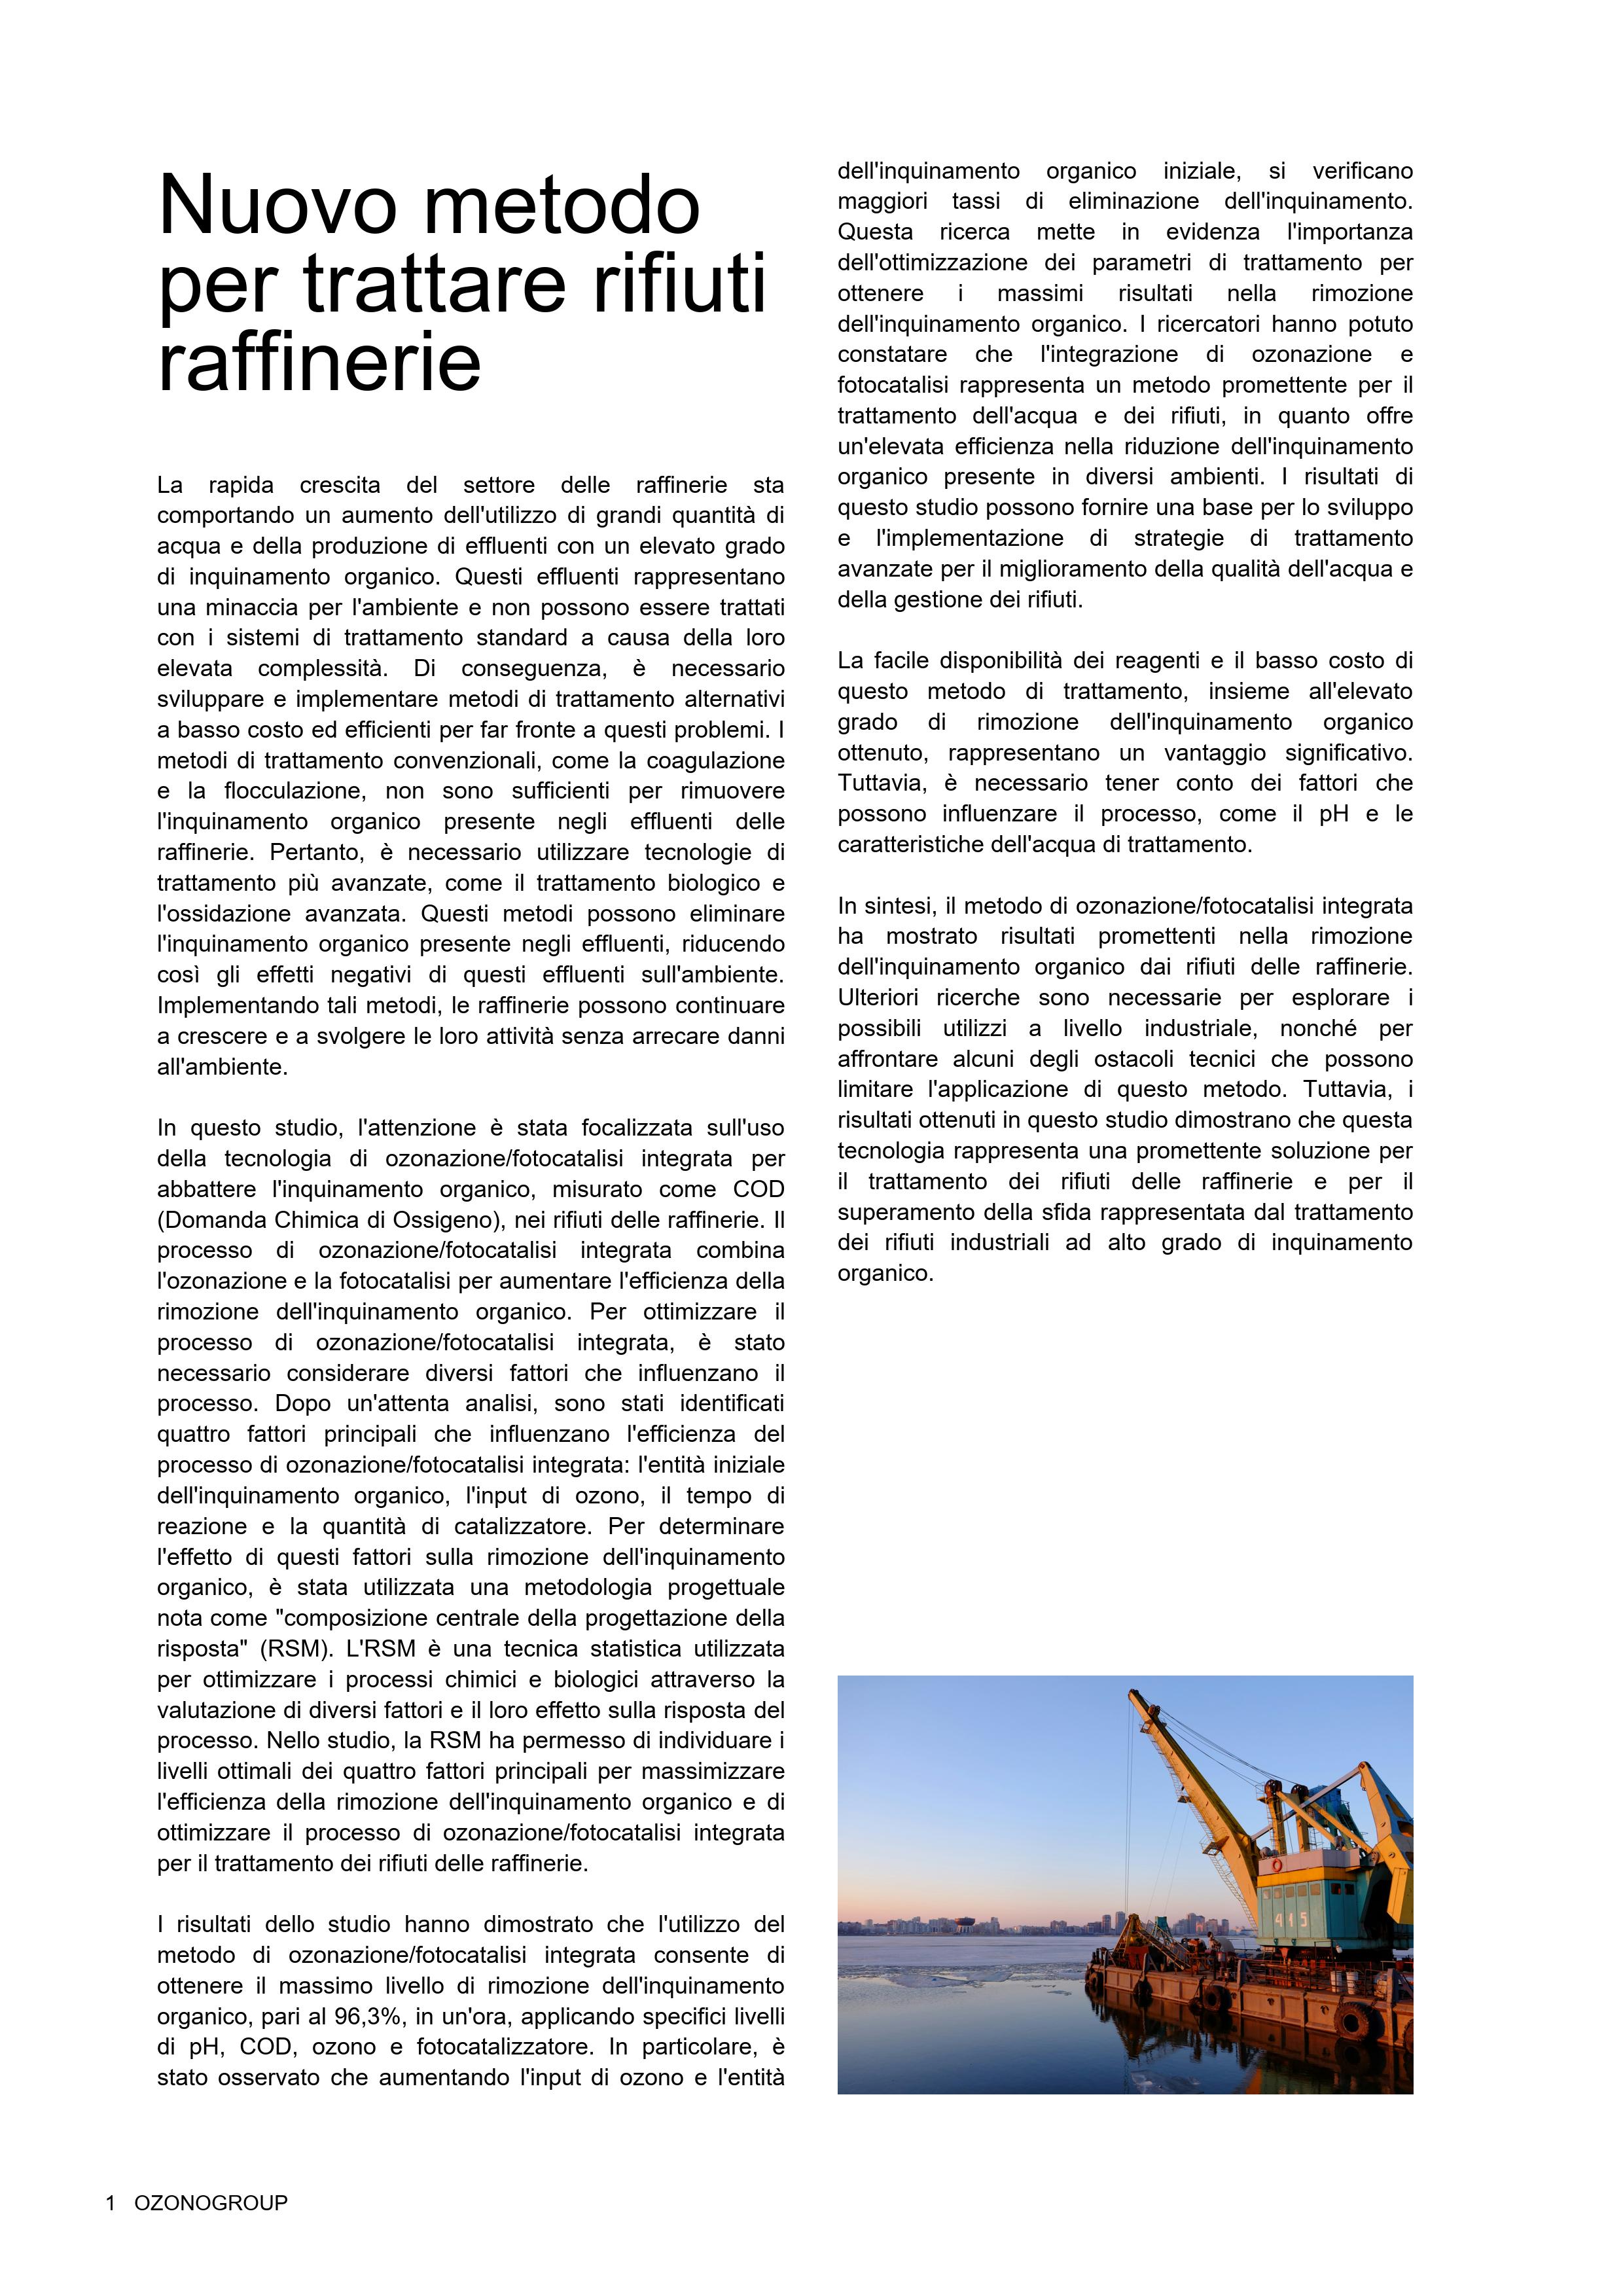 Nuovo metodo
per trattare rifiuti
raffinerie
La rapida crescita del settore delle raffinerie sta
comportando un aumento dell'utilizzo di grandi quantità di
acqua e della produzione di effluenti con un elevato grado
di inquinamento organico. Questi effluenti rappresentano
una minaccia per l'ambiente e non possono essere trattati
con i sistemi di trattamento standard a causa della loro
elevata complessità. Di conseguenza, è necessario
sviluppare e implementare metodi di trattamento alternativi
a basso costo ed efficienti per far fronte a questi problemi. I
metodi di trattamento convenzionali, come la coagulazione
e la flocculazione, non sono sufficienti per rimuovere
l'inquinamento organico presente negli effluenti delle
raffinerie. Pertanto, è necessario utilizzare tecnologie di
trattamento più avanzate, come il trattamento biologico e
l'ossidazione avanzata. Questi metodi possono eliminare
l'inquinamento organico presente negli effluenti, riducendo
così gli effetti negativi di questi effluenti sull'ambiente.
Implementando tali metodi, le raffinerie possono continuare
a crescere e a svolgere le loro attività senza arrecare danni
all'ambiente.
In questo studio, l'attenzione è stata focalizzata sull'uso
della tecnologia di ozonazione/fotocatalisi integrata per
abbattere l'inquinamento organico, misurato come COD
(Domanda Chimica di Ossigeno), nei rifiuti delle raffinerie. Il
processo di ozonazione/fotocatalisi integrata combina
l'ozonazione e la fotocatalisi per aumentare l'efficienza della
rimozione dell'inquinamento organico. Per ottimizzare il
processo di ozonazione/fotocatalisi integrata, è stato
necessario considerare diversi fattori che influenzano il
processo. Dopo un'attenta analisi, sono stati identificati
quattro fattori principali che influenzano l'efficienza del
processo di ozonazione/fotocatalisi integrata: l'entità iniziale
dell'inquinamento organico, l'input di ozono, il tempo di
reazione e la quantità di catalizzatore. Per determinare
l'effetto di questi fattori sulla rimozione dell'inquinamento
organico, è stata utilizzata una metodologia progettuale
nota come "composizione centrale della progettazione della
risposta" (RSM). L'RSM è una tecnica statistica utilizzata
per ottimizzare i processi chimici e biologici attraverso la
valutazione di diversi fattori e il loro effetto sulla risposta del
processo. Nello studio, la RSM ha permesso di individuare i
livelli ottimali dei quattro fattori principali per massimizzare
l'efficienza della rimozione dell'inquinamento organico e di
ottimizzare il processo di ozonazione/fotocatalisi integrata
per il trattamento dei rifiuti delle raffinerie.
I risultati dello studio hanno dimostrato che l'utilizzo del
metodo di ozonazione/fotocatalisi integrata consente di
ottenere il massimo livello di rimozione dell'inquinamento
organico, pari al 96,3%, in un'ora, applicando specifici livelli
di pH, COD, ozono e fotocatalizzatore. In particolare, è
stato osservato che aumentando l'input di ozono e l'entità
dell'inquinamento organico iniziale, si verificano
maggiori tassi di eliminazione dell'inquinamento.
Questa ricerca mette in evidenza l'importanza
dell'ottimizzazione dei parametri di trattamento per
ottenere i massimi risultati nella rimozione
dell'inquinamento organico. I ricercatori hanno potuto
constatare che l'integrazione di ozonazione e
fotocatalisi rappresenta un metodo promettente per il
trattamento dell'acqua e dei rifiuti, in quanto offre
un'elevata efficienza nella riduzione dell'inquinamento
organico presente in diversi ambienti. I risultati di
questo studio possono fornire una base per lo sviluppo
e l'implementazione di strategie di trattamento
avanzate per il miglioramento della qualità dell'acqua e
della gestione dei rifiuti.
La facile disponibilità dei reagenti e il basso costo di
questo metodo di trattamento, insieme all'elevato
grado di rimozione dell'inquinamento organico
ottenuto, rappresentano un vantaggio significativo.
Tuttavia, è necessario tener conto dei fattori che
possono influenzare il processo, come il pH e le
caratteristiche dell'acqua di trattamento.
In sintesi, il metodo di ozonazione/fotocatalisi integrata
ha mostrato risultati promettenti nella rimozione
dell'inquinamento organico dai rifiuti delle raffinerie.
Ulteriori ricerche sono necessarie per esplorare i
possibili utilizzi a livello industriale, nonché per
affrontare alcuni degli ostacoli tecnici che possono
limitare l'applicazione di questo metodo. Tuttavia, i
risultati ottenuti in questo studio dimostrano che questa
tecnologia rappresenta una promettente soluzione per
il trattamento dei rifiuti delle raffinerie e per il
superamento della sfida rappresentata dal trattamento
dei rifiuti industriali ad alto grado di inquinamento
organico.
415
1 OZONOGROUP